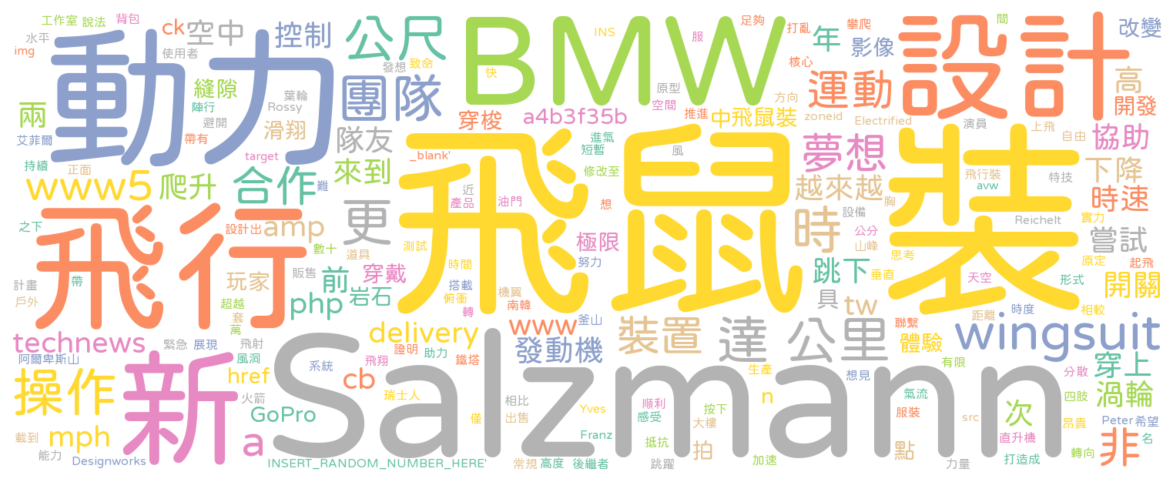 工作室 說法 背包 ck 空中 控制 公尺 BMW INS 服 足夠 打亂 攀爬 年 影像 間 設計 改變
水平 img 使用者 動力 發想 致命 團隊 快 原型 核心 運動 高 開發
兩 縫隙 葉輪 陣行 Rossy 避開 滑翔 隊友 穿梭 a4b3f35b 空間 推進 中飛鼠裝 方向 zoneid Electrified 演員 上飛 自由 協助
艾菲爾 帶有 target _blank' 進氣 短暫 風 夢想
持續 正面 www5 爬升 合作 難 來到 修改至 飛鼠裝 越來越 飛行裝 avw 特技 下降 時速
之下 飛行 設計出 amp 更 近 產品 油門 想 時 設備 胸 公分 山峰 思考 Reichelt 實力 原定 嘗試
數十 道具 測試 極限 努力 跳下 垂直 天空 形式 起飛
計畫 帶 戶外 玩家 販售 前 穿戴 時間 開關
超越 套 萬 php 岩石 搭載 俯衝 機翼 轉 南韓 具 tw 距離 時度 相較
technews 緊急 展現 飛射 delivery www 釜山 裝置 達 公里 聯繫 wingsuit
阿爾卑斯山 新 風洞 證明 助力 鐵塔 發動機 體驗
操作 href 火箭 cb 系統 飛翔 Salzmann 生產 想見 有限 分散 穿上
載到 mph GoPro 瑞士人 相比 出售 僅 Yves 順利 感受 按下 大樓 n 氣流 服裝 src 次 四肢 昂貴 渦輪
能力 a Franz 抵抗 拍 點 直升機 Peter 希望 名 非
Designworks INSERT_RANDOM_NUMBER_HERE' 常規 高度 後繼者 跳躍 加速 力量 打造成 轉向